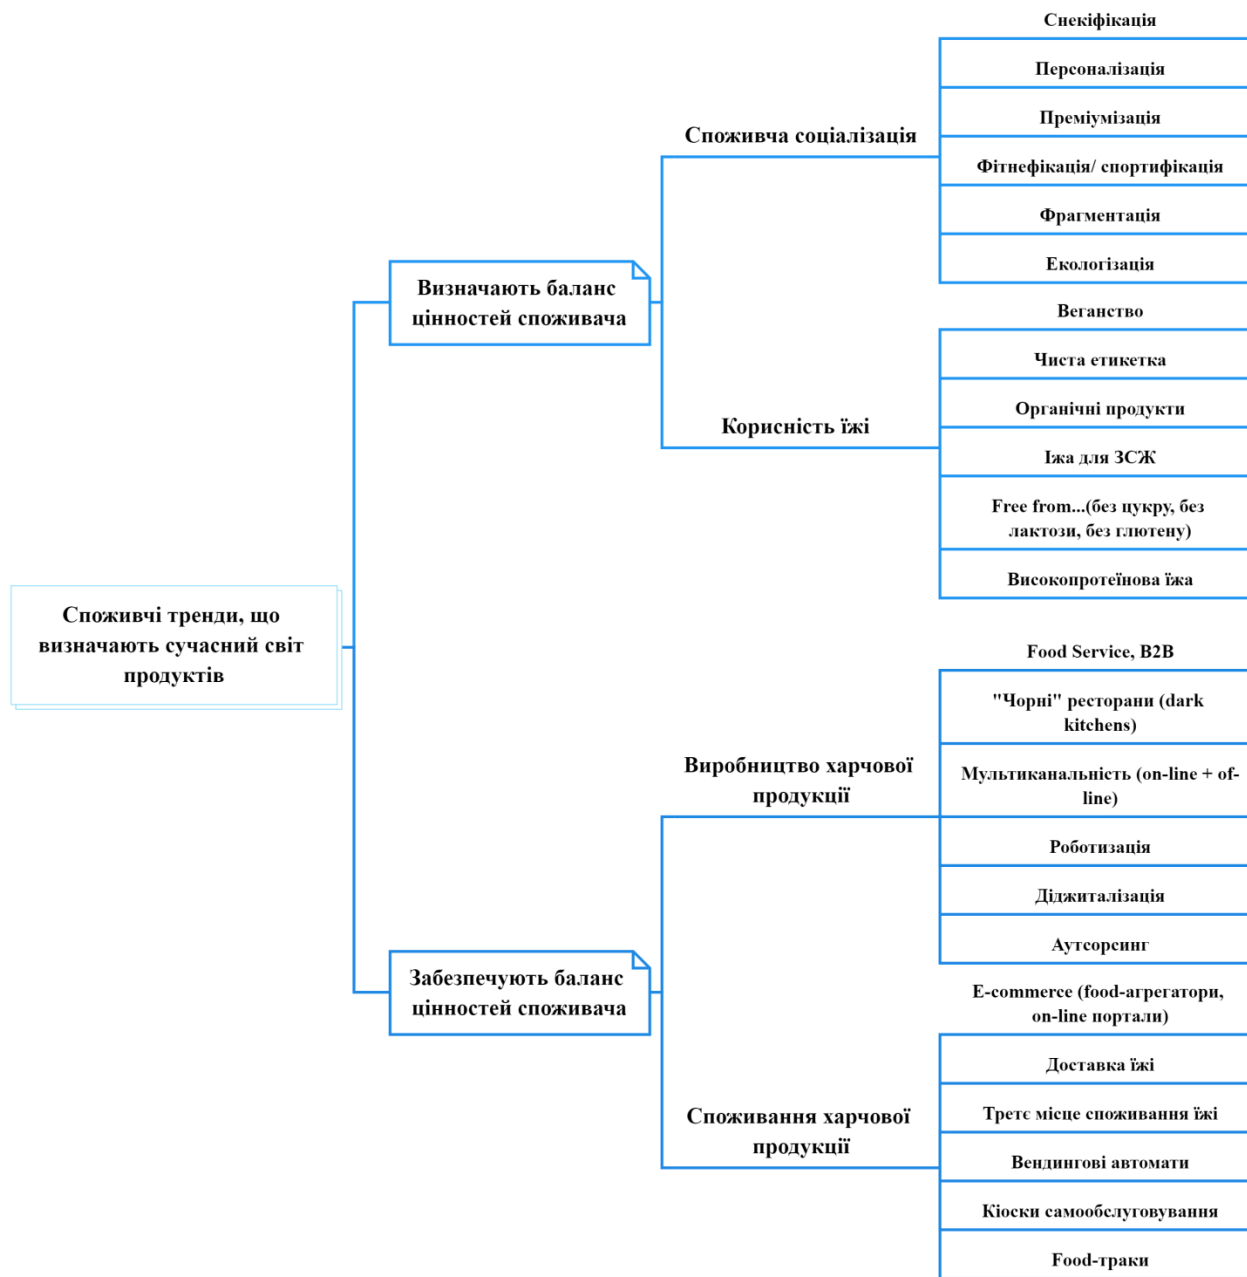 Споживчі тренди, що
визначають сучасний світ
продуктів
Визначають баланс
цінностей споживача
Споживча соціалізація
Снекіфікація
Персоналізація
Преміумізація
Фітнефікація/ спортифікація
Фрагментація
Екологізація
Корисність їжі
Веганство
Чиста етикетка
Органічні продукти
Їжа для ЗСЖ
Free from...(без цукру, без
лактози, без глютену)
Високопротеїнова їжа
Забезпечують баланс
цінностей споживача
Виробництво харчової
продукції
Food Service, B2B
"Чорні" ресторани (dark
kitchens)
Мультиканальність (on-line + of-
line)
Роботизація
Діджиталізація
Аутсорсинг
Споживання харчової
продукції
E-commerce (food-агрегатори,
on-line портали)
Доставка їжі
Третє місце споживання їжі
Вендингові автомати
Кіоски самообслуговування
Food-траки